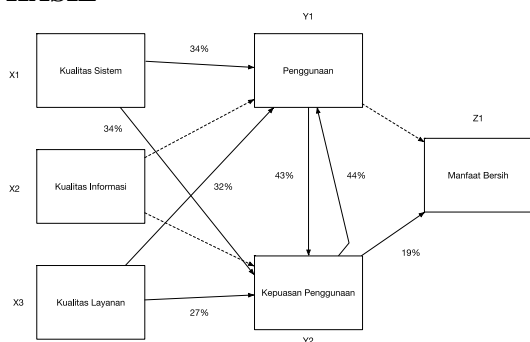 Y1
34%
X1
Kualitas Sistem
Penggunaan
Z1
34%
X2
Kualitas Informasi
32%
43%
44%
Manfaat Bersih
19%
X3
Kualitas Layanan
27%
Kepuasan Penggunaan
Y2